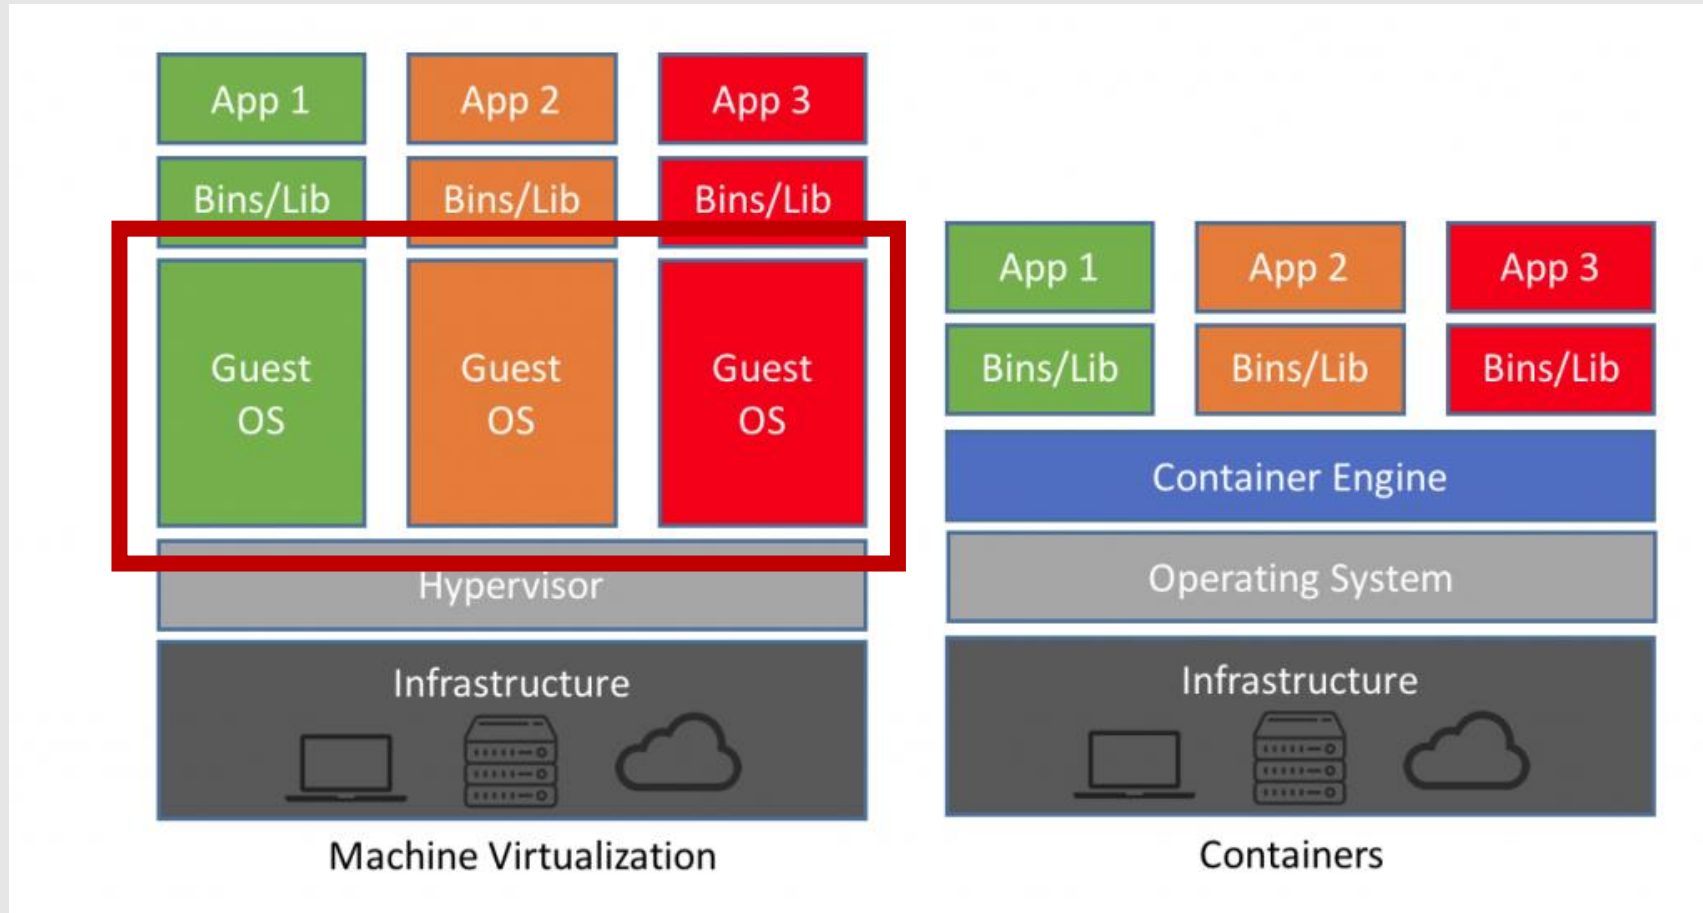 App 1
App 2
App 3
Bins/Lib
Bins/Lib
Bins/Lib
Guest
OS
Guest
OS
Guest
OS
Hypervisor
Infrastructure
Machine Virtualization
App 1
App 2
App 3
Bins/Lib
Bins/Lib
Bins/Lib
Container Engine
Operating System
Infrastructure
Containers